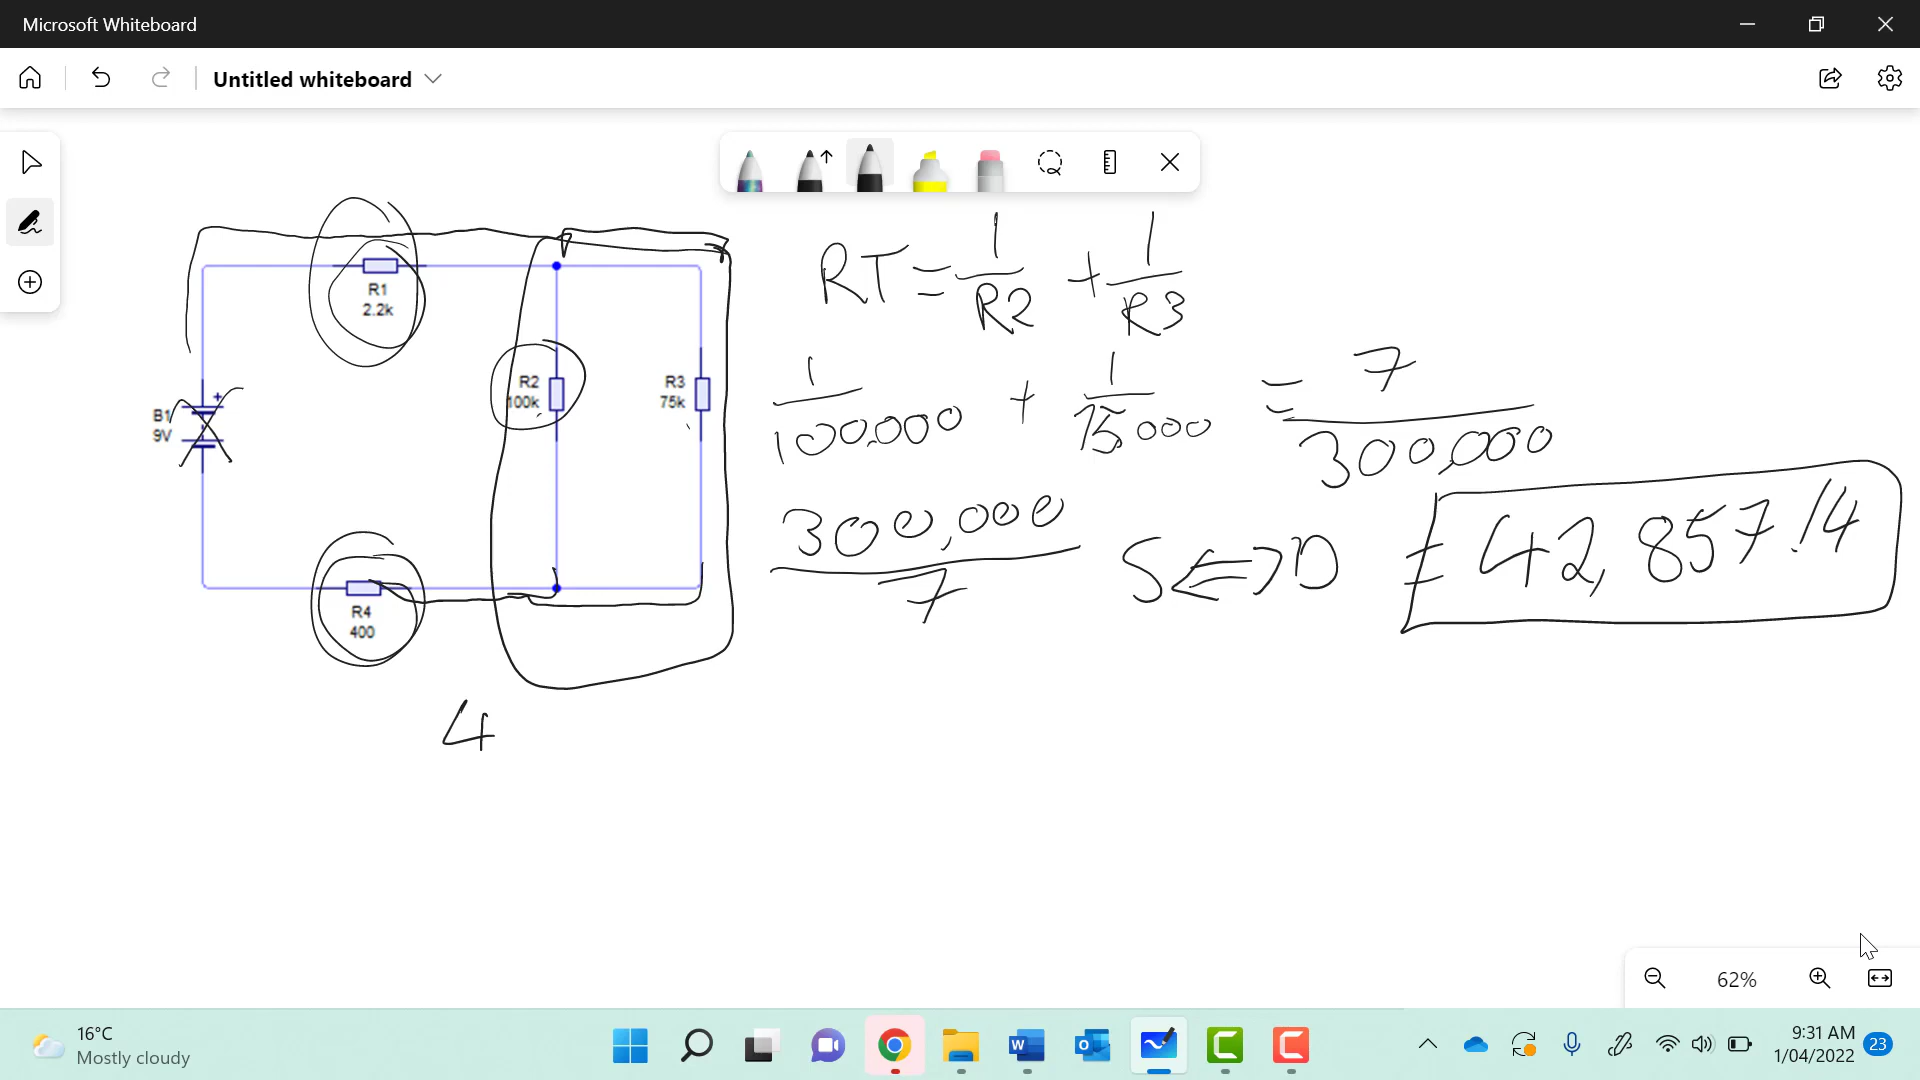 Microsoft Whiteboard
Untitled whiteboard
R1
2.2k
B1
9V
+
R2
100k
R3
75k
R4
400
4
RT = 1/R2 + 1/R3
1/100,000 + 1/75,000 = 7/300,000
300,000/7 S ⟺ D = 42,857.14
62%
16°C
Mostly cloudy
9:31 AM
1/04/2022
23